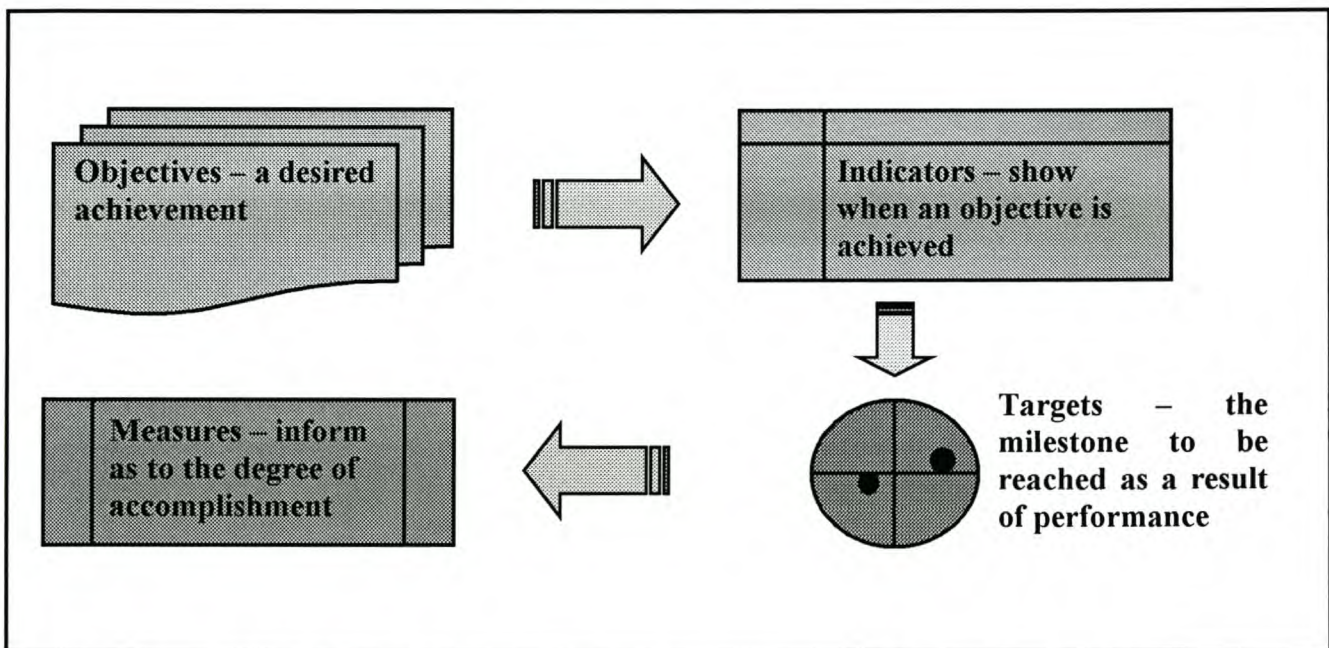 Objectives – a desired
achievement
Indicators – show
when an objective is
achieved
Targets – the
milestone to be
reached as a result
of performance
Measures – inform
as to the degree of
accomplishment